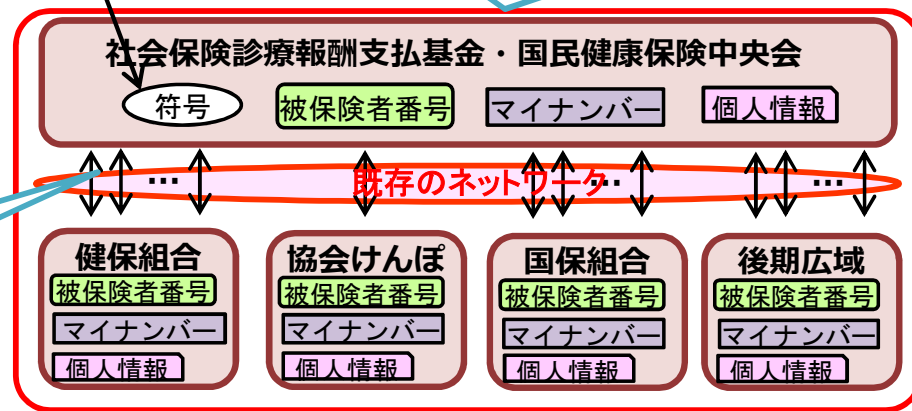 社会保険診療報酬支払基金・国民健康保険中央会
符号 被保険者番号 マイナンバー 個人情報
… 既存のネットワーク … …
健保組合 協会けんぽ 国保組合 後期広域
被保険者番号 被保険者番号 被保険者番号 被保険者番号
マイナンバー マイナンバー マイナンバー マイナンバー
個人情報 個人情報 個人情報 個人情報